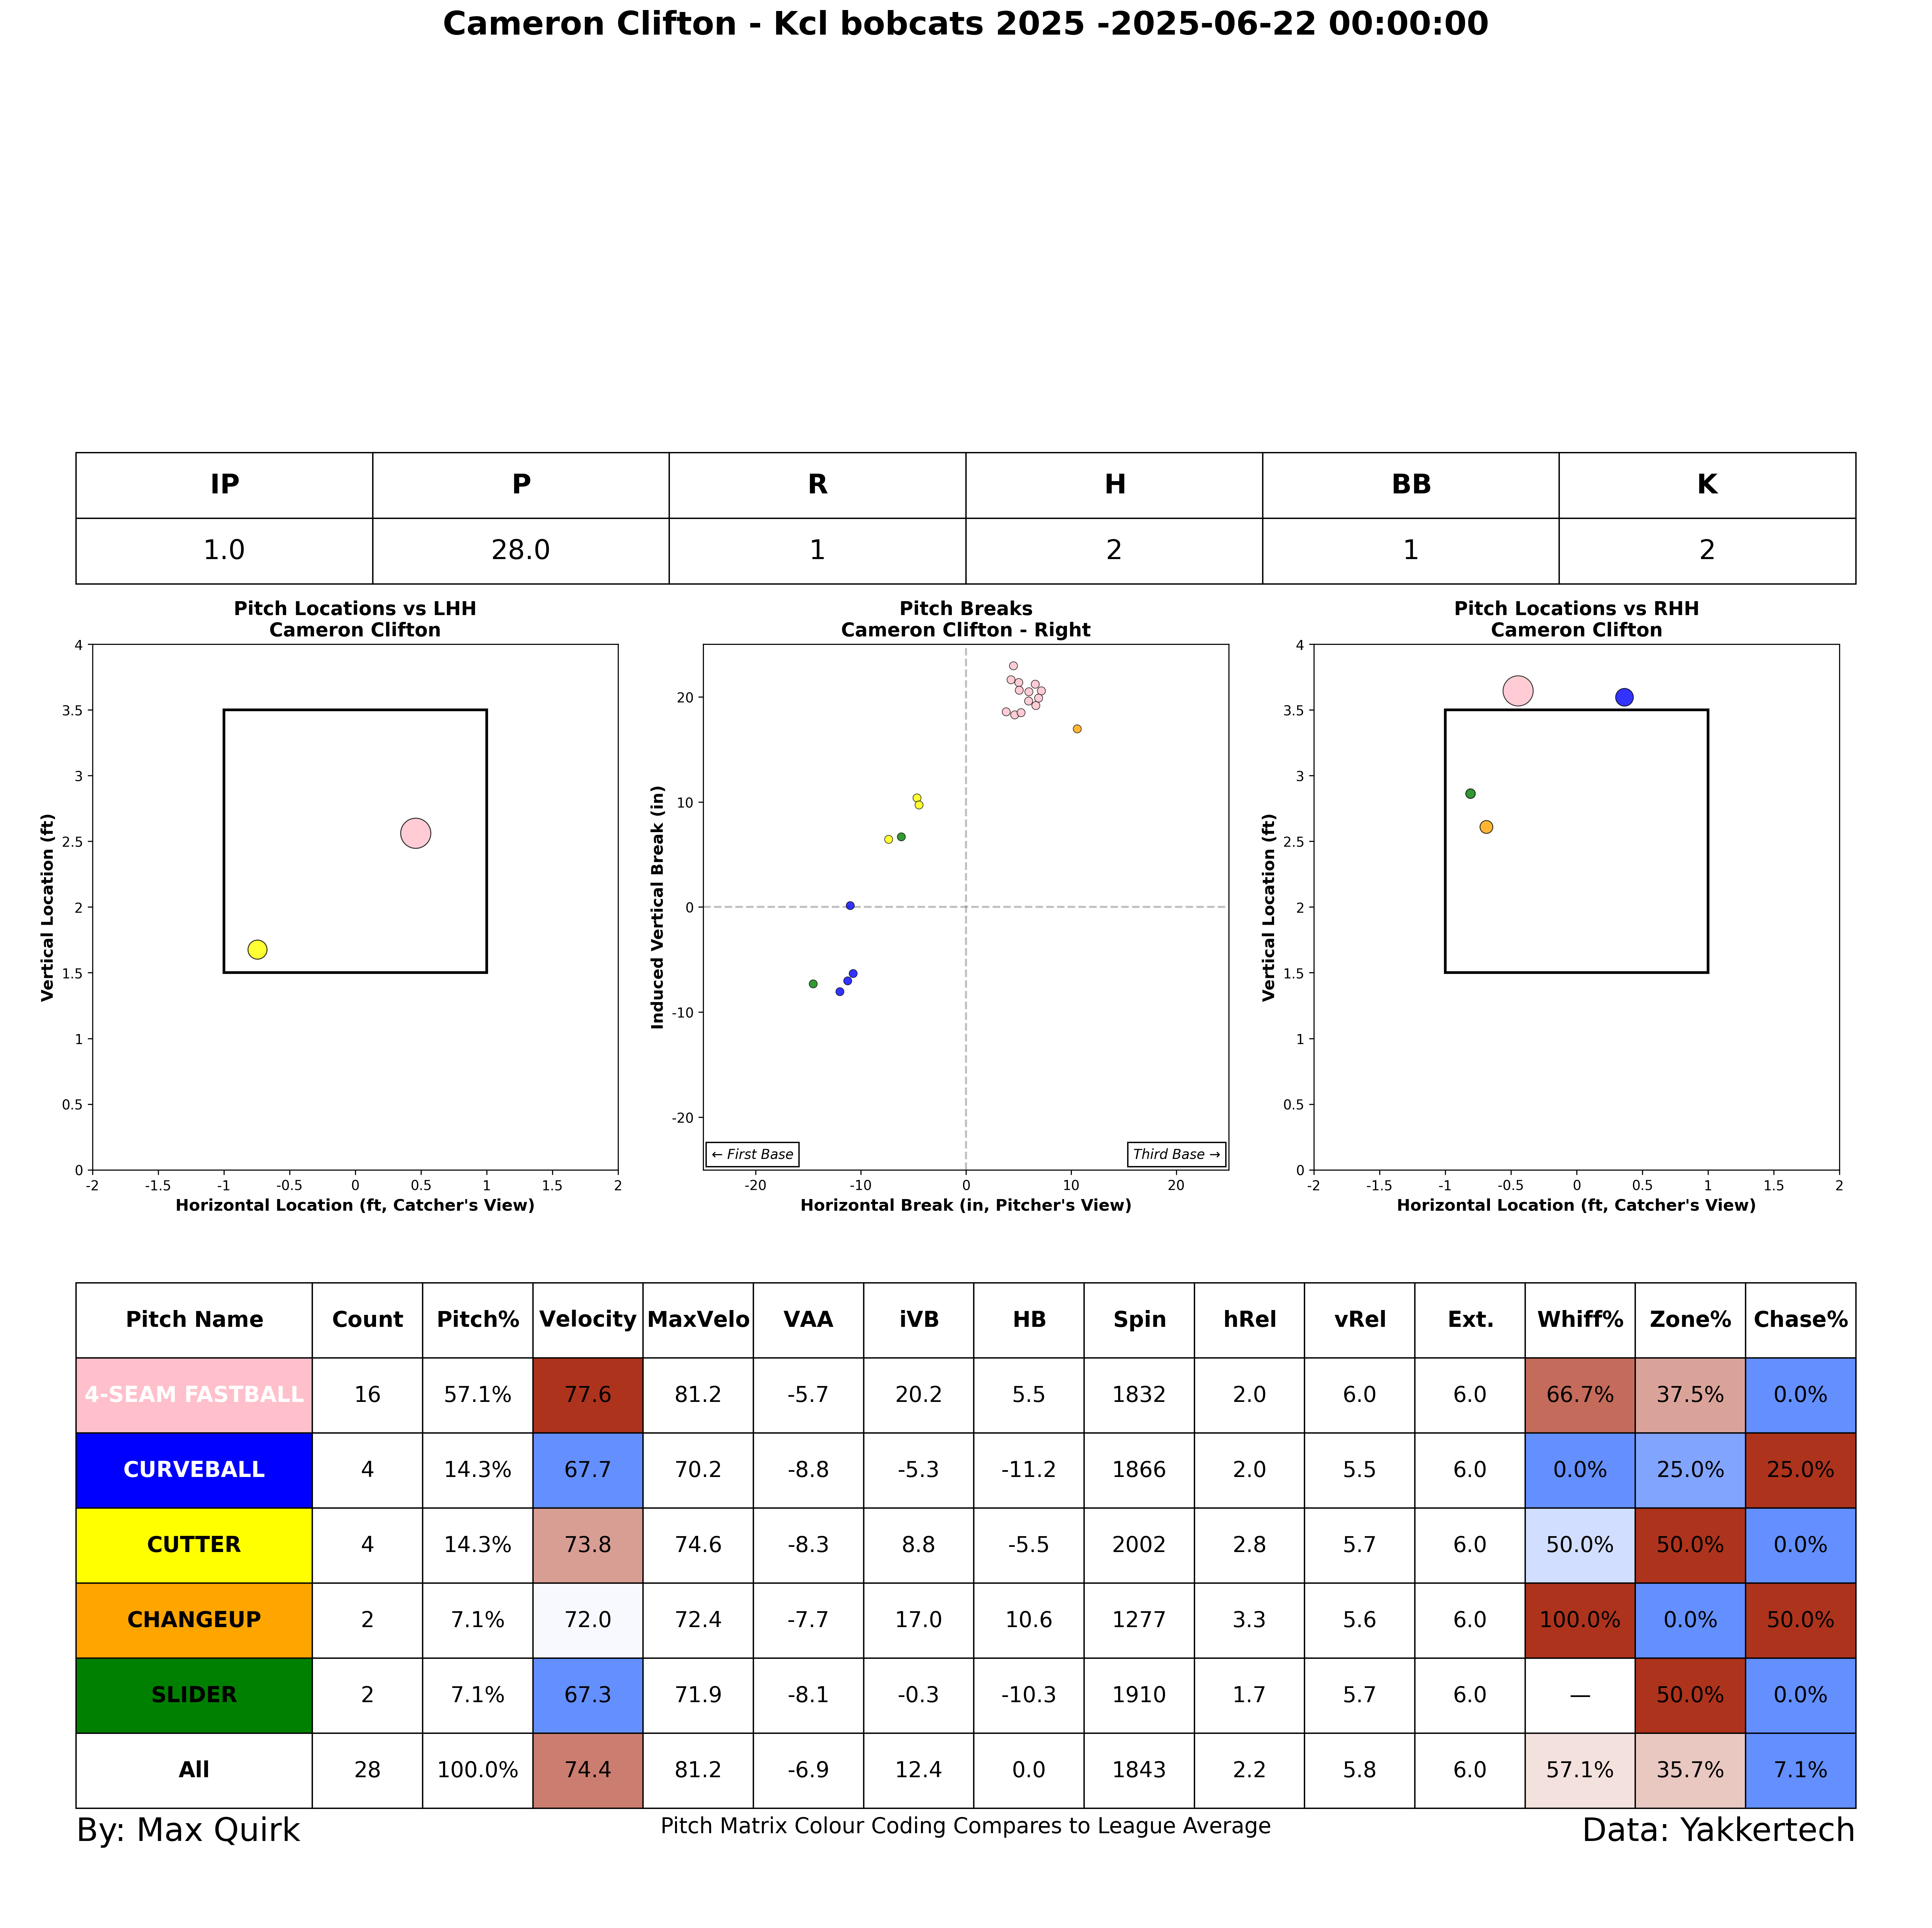 Cameron Clifton - Kcl bobcats 2025 -2025-06-22 00:00:00
IP P R H BB K
1.0 28.0 1 2 1 2
Pitch Locations vs LHH
Cameron Clifton
4
3.5
3
2.5
2
1.5
1
0.5
0
-2 -1.5 -1 -0.5 0 0.5 1 1.5 2
Vertical Location (ft)
Horizontal Location (ft, Catcher's View)
Pitch Breaks
Cameron Clifton - Right
20
10
0
-10
-20
← First Base Third Base →
-20 -10 0 10 20
Induced Vertical Break (in)
Horizontal Break (in, Pitcher's View)
Pitch Locations vs RHH
Cameron Clifton
4
3.5
3
2.5
2
1.5
1
0.5
0
-2 -1.5 -1 -0.5 0 0.5 1 1.5 2
Vertical Location (ft)
Horizontal Location (ft, Catcher's View)
Pitch Name Count Pitch% Velocity MaxVelo VAA iVB HB Spin hRel vRel Ext. Whiff% Zone% Chase%
4-SEAM FASTBALL 16 57.1% 77.6 81.2 -5.7 20.2 5.5 1832 2.0 6.0 6.0 66.7% 37.5% 0.0%
CURVEBALL 4 14.3% 67.7 70.2 -8.8 -5.3 -11.2 1866 2.0 5.5 6.0 0.0% 25.0% 25.0%
CUTTER 4 14.3% 73.8 74.6 -8.3 8.8 -5.5 2002 2.8 5.7 6.0 50.0% 50.0% 0.0%
CHANGEUP 2 7.1% 72.0 72.4 -7.7 17.0 10.6 1277 3.3 5.6 6.0 100.0% 0.0% 50.0%
SLIDER 2 7.1% 67.3 71.9 -8.1 -0.3 -10.3 1910 1.7 5.7 6.0 — 50.0% 0.0%
All 28 100.0% 74.4 81.2 -6.9 12.4 0.0 1843 2.2 5.8 6.0 57.1% 35.7% 7.1%
By: Max Quirk Pitch Matrix Colour Coding Compares to League Average Data: Yakkertech